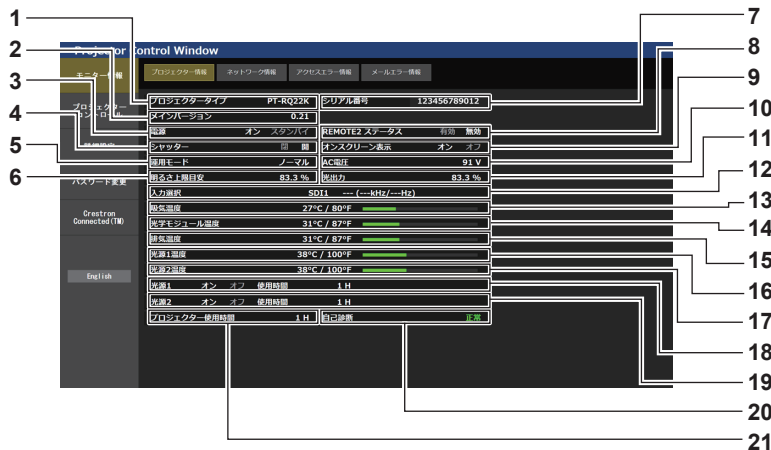 1
2
3
4
5
6
7
8
9
10
11
12
13
14
15
16
17
18
19
20
21
Projector Control Window
モニター情報
プロジェクター
コントロール
パスワード変更
Crestron
Connected(TM)
English
プロジェクター情報 ネットワーク情報 アクセスエラー情報 メールエラー情報
プロジェクタータイプ PT-RQ22K シリアル番号 123456789012
メインバージョン 0.21
電源 オン スタンバイ REMOTE2 ステータス 有効 無効
シャッター 閉 開 オンスクリーン表示 オン オフ
運用モード ノーマル AC電圧 91 V
明るさ上限目安 83.3 % 光出力 83.3 %
入力選択 SDI1 --- (---kHz/---Hz)
吸気温度 27°C / 80°F
光学モジュール温度 31°C / 87°F
排気温度 31°C / 87°F
光源1温度 38°C / 100°F
光源2温度 38°C / 100°F
光源1 オン オフ 使用時間 1 H
光源2 オン オフ 使用時間 1 H
プロジェクター使用時間 1 H 自己診断 正常